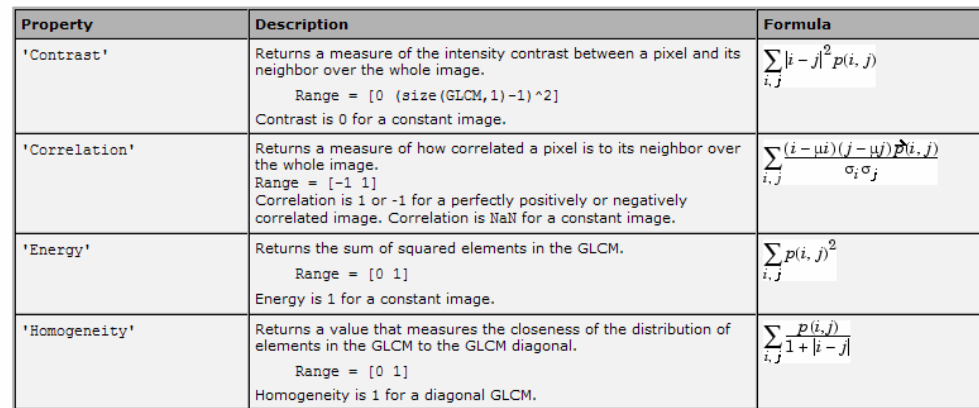 Property Description Formula
'Contrast' Returns a measure of the intensity contrast between a pixel and its
neighbor over the whole image.
Range = [0 (size(GLCM,1)-1)^2]
Contrast is 0 for a constant image.
∑|i − j|² p(i, j)
i, j
'Correlation' Returns a measure of how correlated a pixel is to its neighbor over
the whole image.
Range = [-1 1]
Correlation is 1 or -1 for a perfectly positively or negatively
correlated image. Correlation is NaN for a constant image.
∑ (i − μi)(j − μj)p(i, j)
i, j
σᵢσⱼ
'Energy' Returns the sum of squared elements in the GLCM.
Range = [0 1]
Energy is 1 for a constant image.
∑p(i, j)²
i, j
'Homogeneity' Returns a value that measures the closeness of the distribution of
elements in the GLCM to the GLCM diagonal.
Range = [0 1]
Homogeneity is 1 for a diagonal GLCM.
∑ p(i,j)
i, j
1 + |i − j|